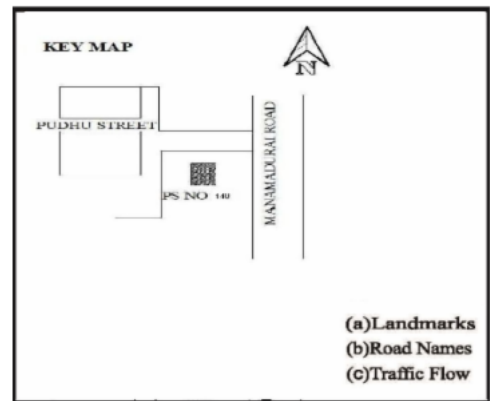 KEY MAP
N
PUDHU STREET
MANAMADURAI ROAD
PS NO 140
(a)Landmarks
(b)Road Names
(c)Traffic Flow